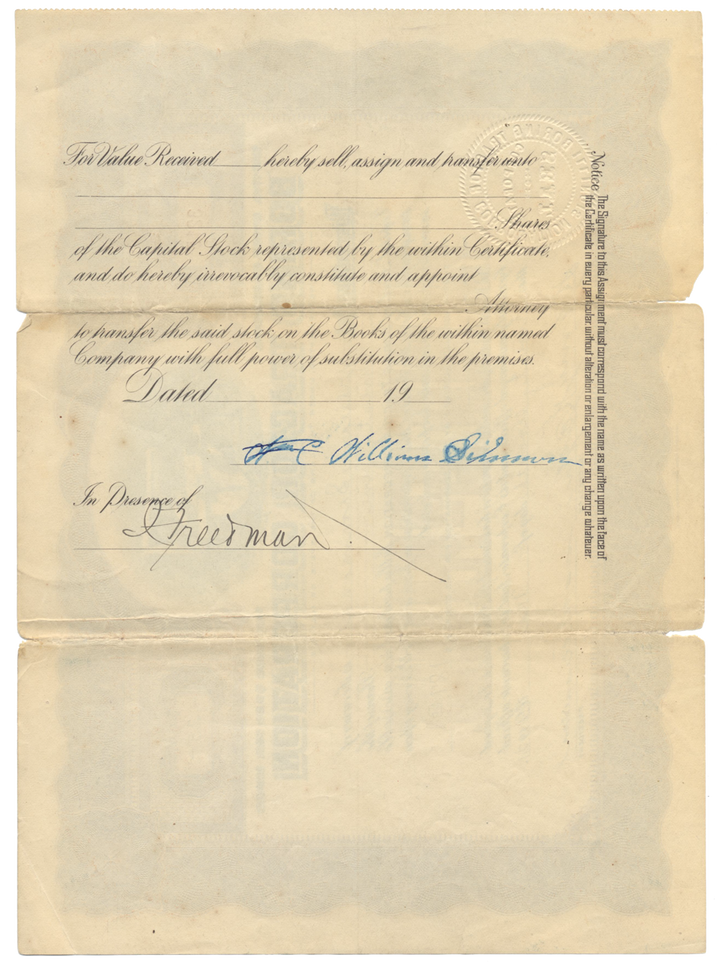 For Value Received ______ hereby sell, assign and transfer unto
Shares
of the Capital Stock represented by the within Certificate,
and do hereby irrevocably constitute and appoint
Attorney
to transfer the said stock on the Books of the within named
Company with full power of substitution in the premises.
Dated ______ 19 ____
William
In Presence of
Freedman
Notice. The Signature to this Assignment must correspond with the name as written upon the face of
the Certificate in every particular without alteration or enlargement or any change whatever.